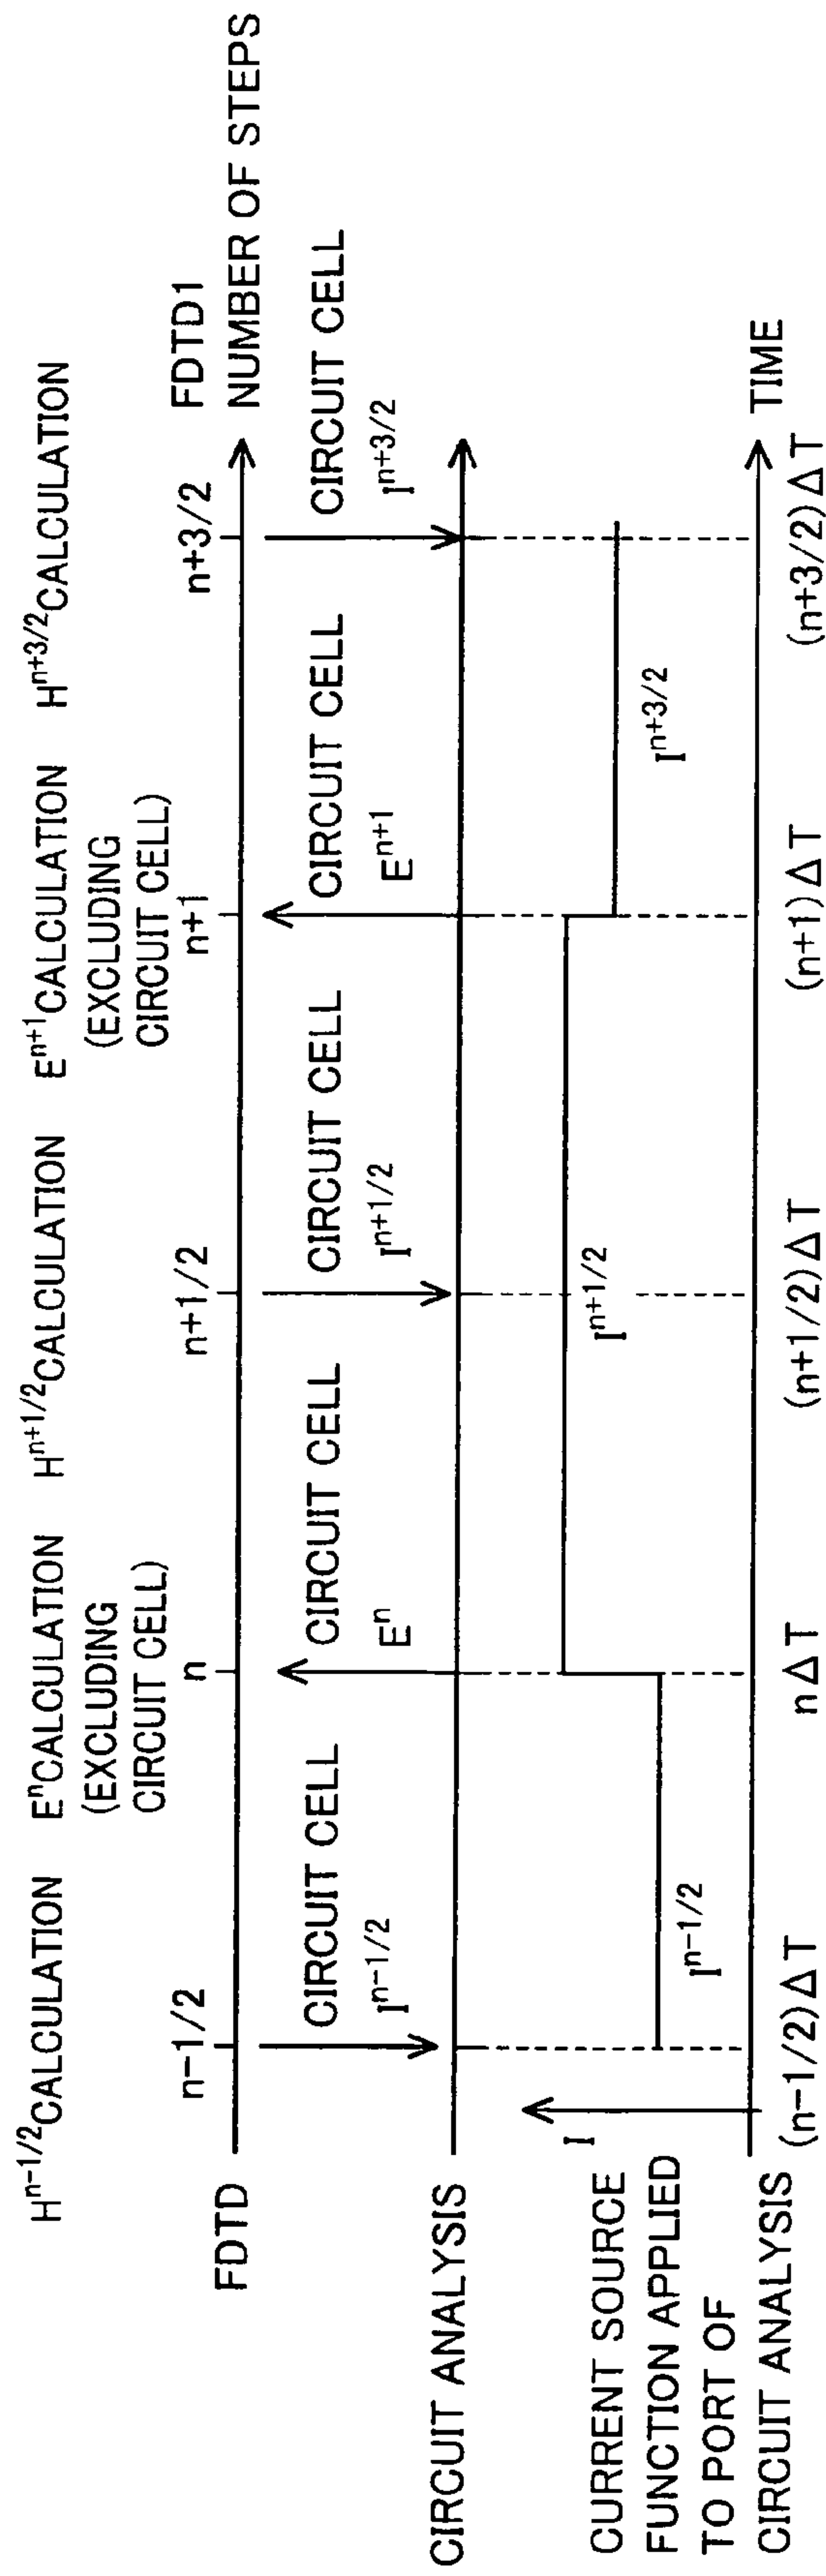 H^n-1/2 CALCULATION E^n CALCULATION H^n+1/2 CALCULATION E^n+1 CALCULATION H^n+3/2 CALCULATION
(EXCLUDING
CIRCUIT CELL)
(EXCLUDING
CIRCUIT CELL)
n-1/2 n n+1/2 n+1 n+3/2
FDTD1
NUMBER OF STEPS
FDTD
CIRCUIT CELL
I^n-1/2
CIRCUIT CELL
E^n
CIRCUIT CELL
I^n+1/2
CIRCUIT CELL
E^n+1
CIRCUIT CELL
I^n+3/2
CIRCUIT ANALYSIS
I
CURRENT SOURCE
FUNCTION APPLIED
TO PORT OF
CIRCUIT ANALYSIS
I^n-1/2
I^n+1/2
I^n+3/2
TIME
(n-1/2)ΔT nΔT (n+1/2)ΔT (n+1)ΔT (n+3/2)ΔT